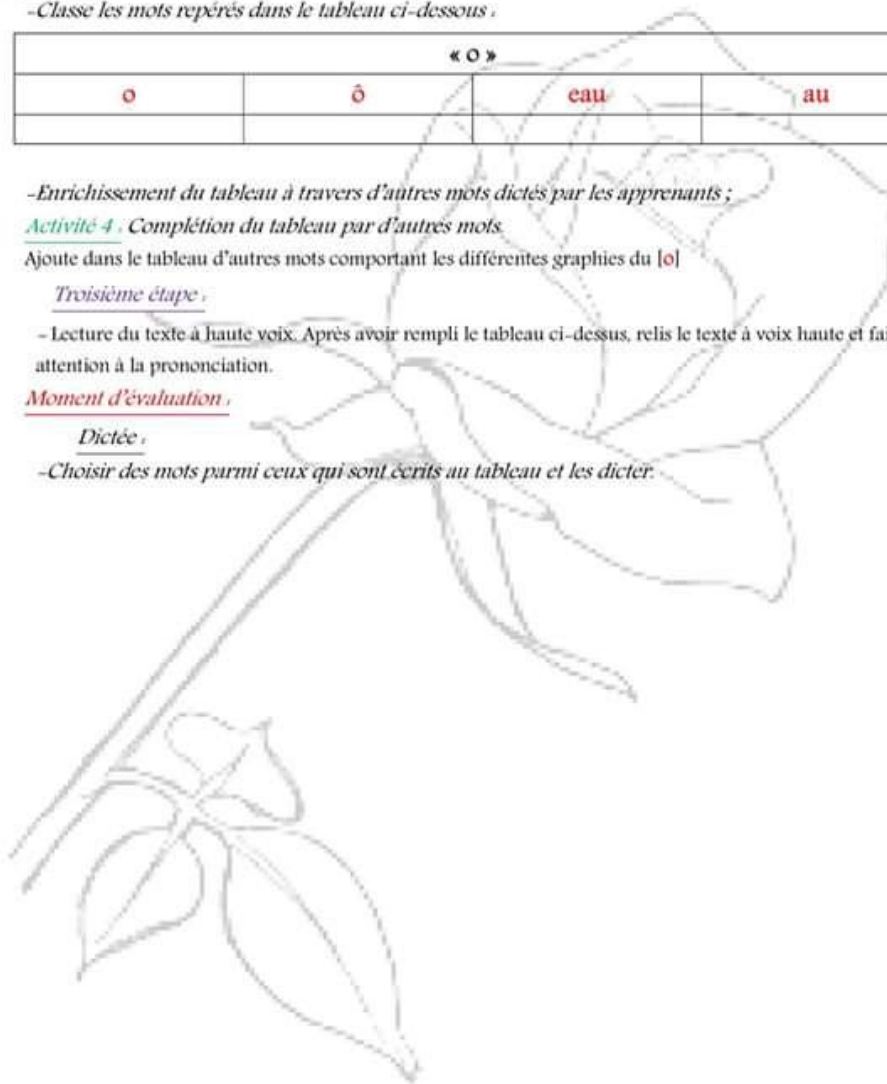 -Classe les mots repérés dans le tableau ci-dessous :
« o »
o ô eau au
-Enrichissement du tableau à travers d'autres mots dictés par les apprenants ;
Activité 4 : Complétion du tableau par d'autres mots.
Ajoute dans le tableau d'autres mots comportant les différentes graphies du [o]
Troisième étape :
- Lecture du texte à haute voix. Après avoir rempli le tableau ci-dessus, relis le texte à voix haute et fai
attention à la prononciation.
Moment d'évaluation :
Dictée :
-Choisir des mots parmi ceux qui sont écrits au tableau et les dicter.